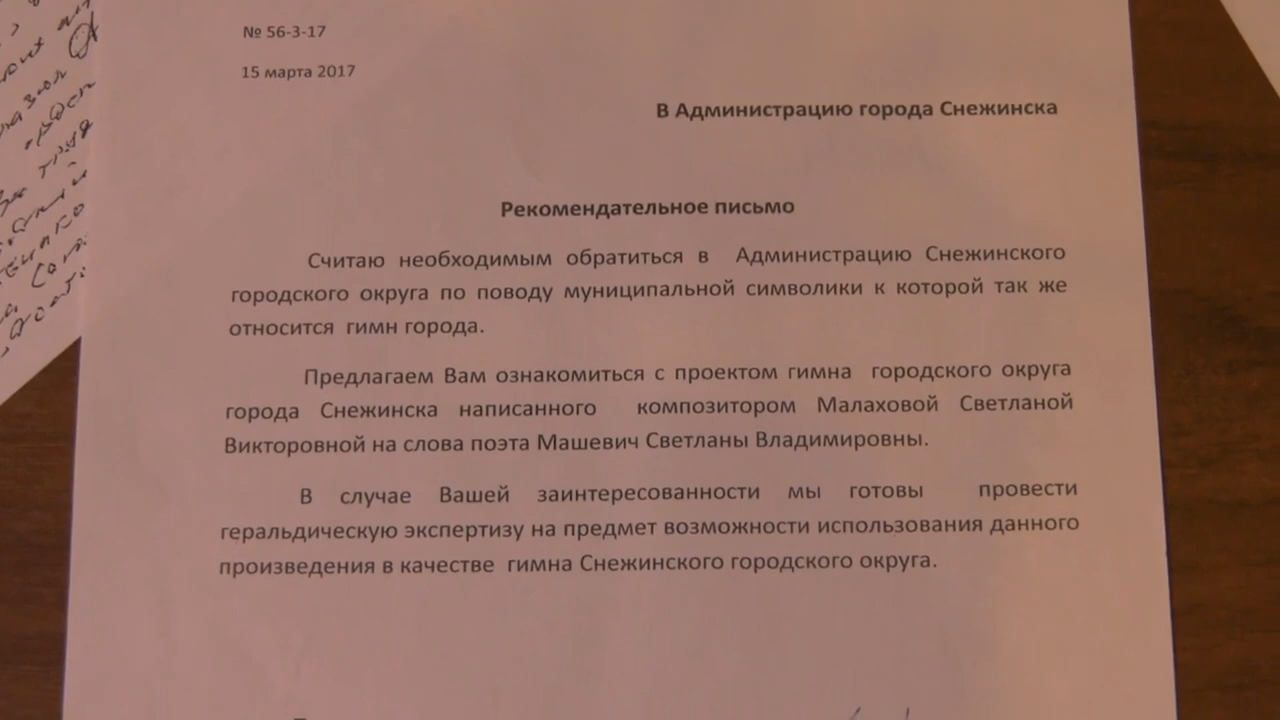 № 56-3-17
15 марта 2017
В Администрацию города Снежинска
Рекомендательное письмо
Считаю необходимым обратиться в Администрацию Снежинского
городского округа по поводу муниципальной символики к которой так же
относится гимн города.
Предлагаем Вам ознакомиться с проектом гимна городского округа
города Снежинска написанного композитором Малаховой Светланой
Викторовной на слова поэта Машевич Светланы Владимировны.
В случае Вашей заинтересованности мы готовы провести
геральдическую экспертизу на предмет возможности использования данного
произведения в качестве гимна Снежинского городского округа.